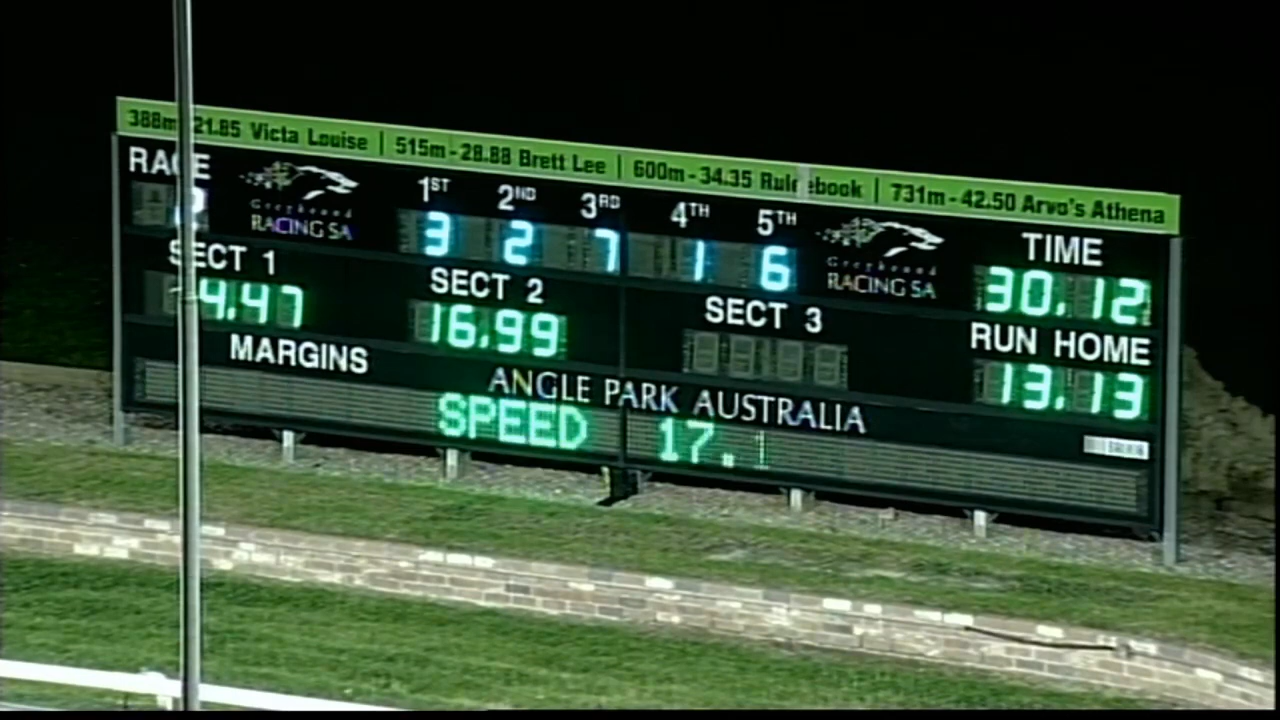 388m-21.85 Victa Louise | 515m-28.88 Brett Lee | 600m-34.35 Rulebook | 731m-42.50 Arvo's Athena
RACE
Greyhound
RACING SA
1ST 2ND 3RD 4TH 5TH
3 2 7 1 6
Greyhound
RACING SA
TIME
30.12
SECT 1
4.47
SECT 2
16.99
SECT 3
RUN HOME
13.13
MARGINS
ANGLE PARK AUSTRALIA
SPEED 17.